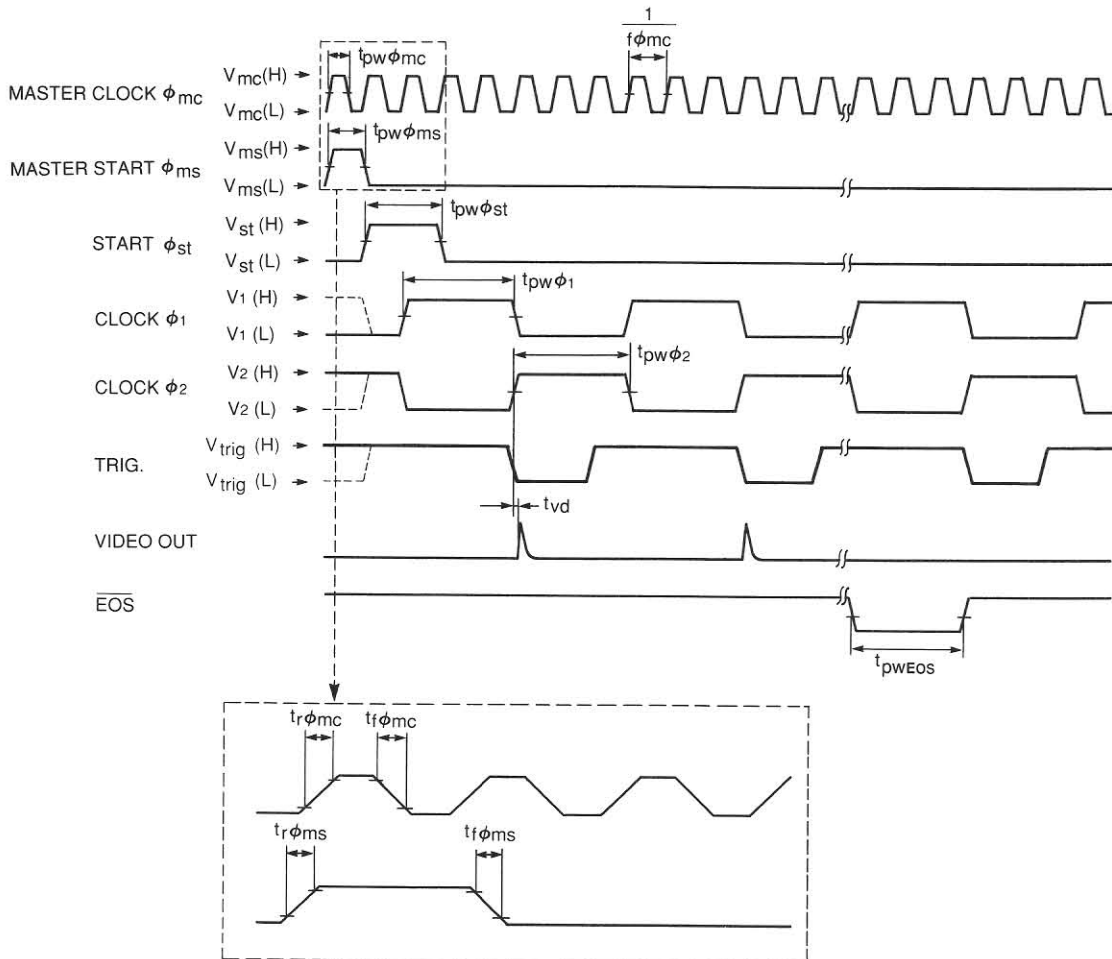 1
fϕmc
tpwϕmc
MASTER CLOCK ϕmc
Vmc(H)
Vmc(L)
tpwϕms
MASTER START ϕms
Vms(H)
Vms(L)
tpwϕst
START ϕst
Vst (H)
Vst (L)
tpwϕ1
CLOCK ϕ1
V1 (H)
V1 (L)
tpwϕ2
CLOCK ϕ2
V2 (H)
V2 (L)
TRIG.
Vtrig (H)
Vtrig (L)
tvd
VIDEO OUT
EOS
tpwEOS
trϕmc tfϕmc
trϕms tfϕms